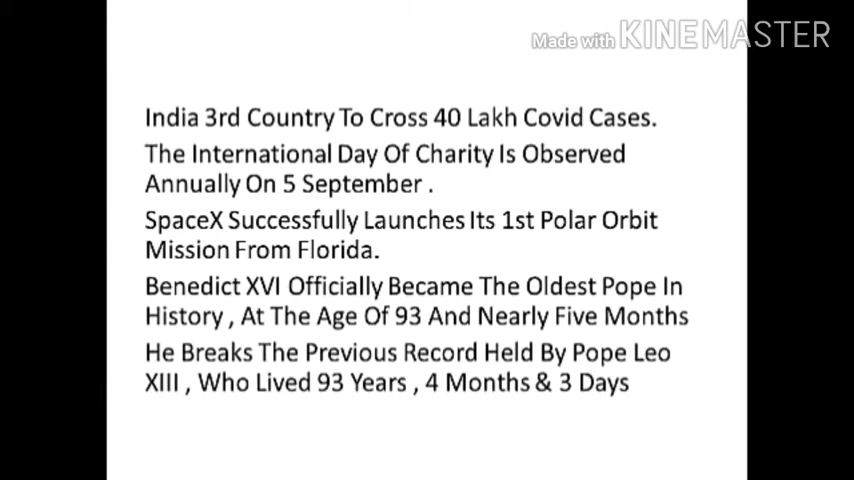 Made with KINEMASTER
India 3rd Country To Cross 40 Lakh Covid Cases.
The International Day Of Charity Is Observed
Annually On 5 September .
SpaceX Successfully Launches Its 1st Polar Orbit
Mission From Florida.
Benedict XVI Officially Became The Oldest Pope In
History , At The Age Of 93 And Nearly Five Months
He Breaks The Previous Record Held By Pope Leo
XIII , Who Lived 93 Years , 4 Months & 3 Days